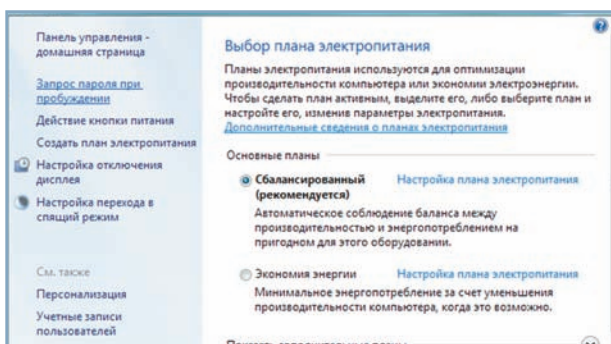 Панель управления -
домашняя страница
Запрос пароля при
пробуждении
Действие кнопки питания
Создать план электропитания
Настройка отключения
дисплея
Настройка перехода в
спящий режим
См. также
Персонализация
Учетные записи
пользователей
Выбор плана электропитания
Планы электропитания используются для оптимизации
производительности компьютера или экономии электроэнергии.
Чтобы сделать план активным, выделите его, либо выберите план и
настройте его, изменив параметры электропитания.
Дополнительные сведения о планах электропитания
Основные планы
Сбалансированный Настройка плана электропитания
(рекомендуется)
Автоматическое соблюдение баланса между
производительностью и энергопотреблением на
пригодном для этого оборудовании.
Экономия энергии Настройка плана электропитания
Минимальное энергопотребление за счет уменьшения
производительности компьютера, когда это возможно.